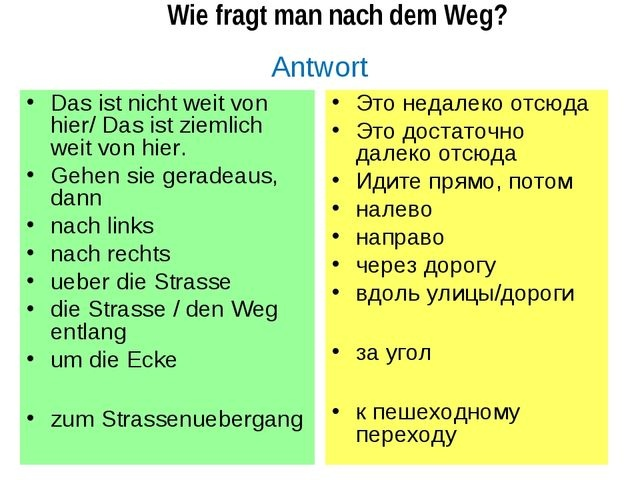 Wie fragt man nach dem Weg?
Antwort
• Das ist nicht weit von
hier/ Das ist ziemlich
weit von hier.
• Gehen sie geradeaus,
dann
• nach links
• nach rechts
• ueber die Strasse
• die Strasse / den Weg
entlang
• um die Ecke
• zum Strassenuebergang
• Это недалеко отсюда
• Это достаточно
далеко отсюда
• Идите прямо, потом
• налево
• направо
• через дорогу
• вдоль улицы/дороги
• за угол
• к пешеходному
переходу